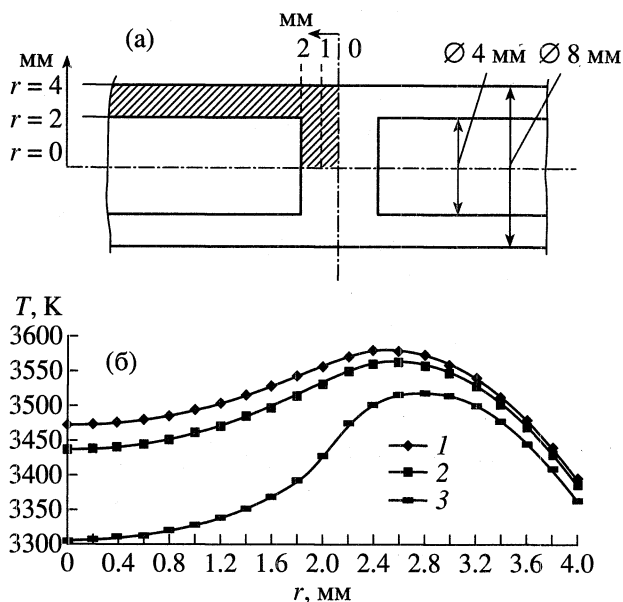 (а)
мм
2 1 0
мм
Ø 4 мм Ø 8 мм
r = 4
r = 2
r = 0
T, К
3600
3550
3500
3450
3400
3350
3300
(б)
1
2
3
0 0.4 0.8 1.2 1.6 2.0 2.4 2.8 3.2 3.6 4.0
r, мм